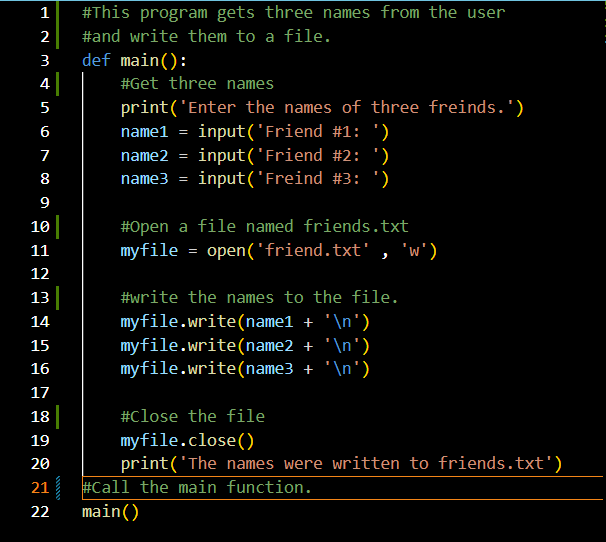 1 #This program gets three names from the user
2 #and write them to a file.
3 def main():
4     #Get three names
5     print('Enter the names of three freinds.')
6     name1 = input('Friend #1: ')
7     name2 = input('Friend #2: ')
8     name3 = input('Freind #3: ')
9
10     #Open a file named friends.txt
11     myfile = open('friend.txt' , 'w')
12
13     #write the names to the file.
14     myfile.write(name1 + '\n')
15     myfile.write(name2 + '\n')
16     myfile.write(name3 + '\n')
17
18     #Close the file
19     myfile.close()
20     print('The names were written to friends.txt')
21 #Call the main function.
22 main()